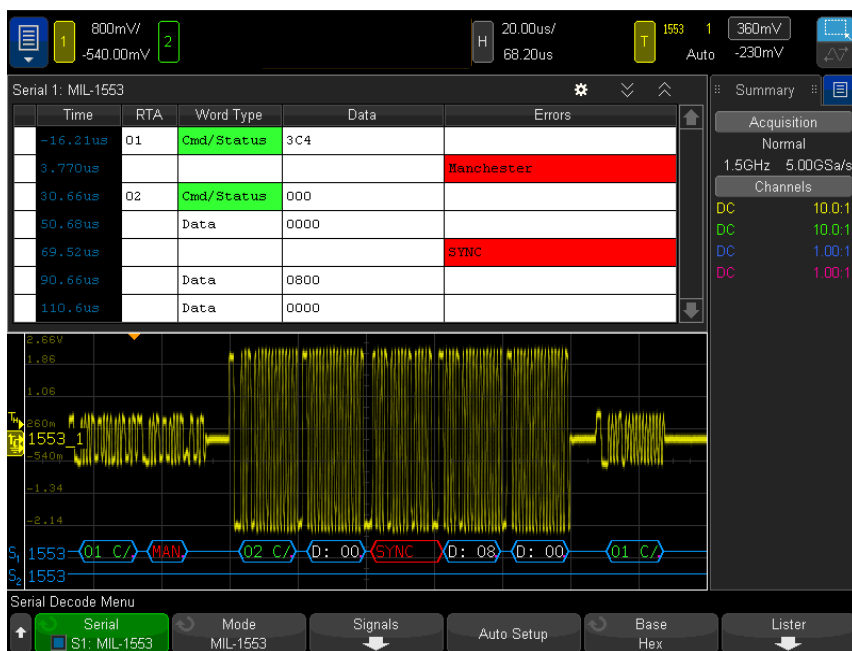 1 800mV/ -540.00mV 2 H 20.00us/ 68.20us T 1553 1 Auto 360mV -230mV
Serial 1: MIL-1553
Time RTA Word Type Data Errors
-16.21us 01 Cmd/Status 3C4
3.770us Manchester
30.66us 02 Cmd/Status 000
50.68us Data 0000
69.52us SYNC
90.66us Data 0800
110.6us Data 0000
Summary
Acquisition
Normal
1.5GHz 5.00GSa/s
Channels
DC 10.0:1
DC 10.0:1
DC 1.00:1
DC 1.00:1
2.66V
1.86
1.06
260m
1553_1
-540m
-1.34
-2.14
S1 1553 01 C/ MAN 02 C/ D: 00 SYNC D: 08 D: 00 01 C/
S2 1553
Serial Decode Menu
Serial Mode Signals Auto Setup Base Lister
S1: MIL-1553 MIL-1553 Hex